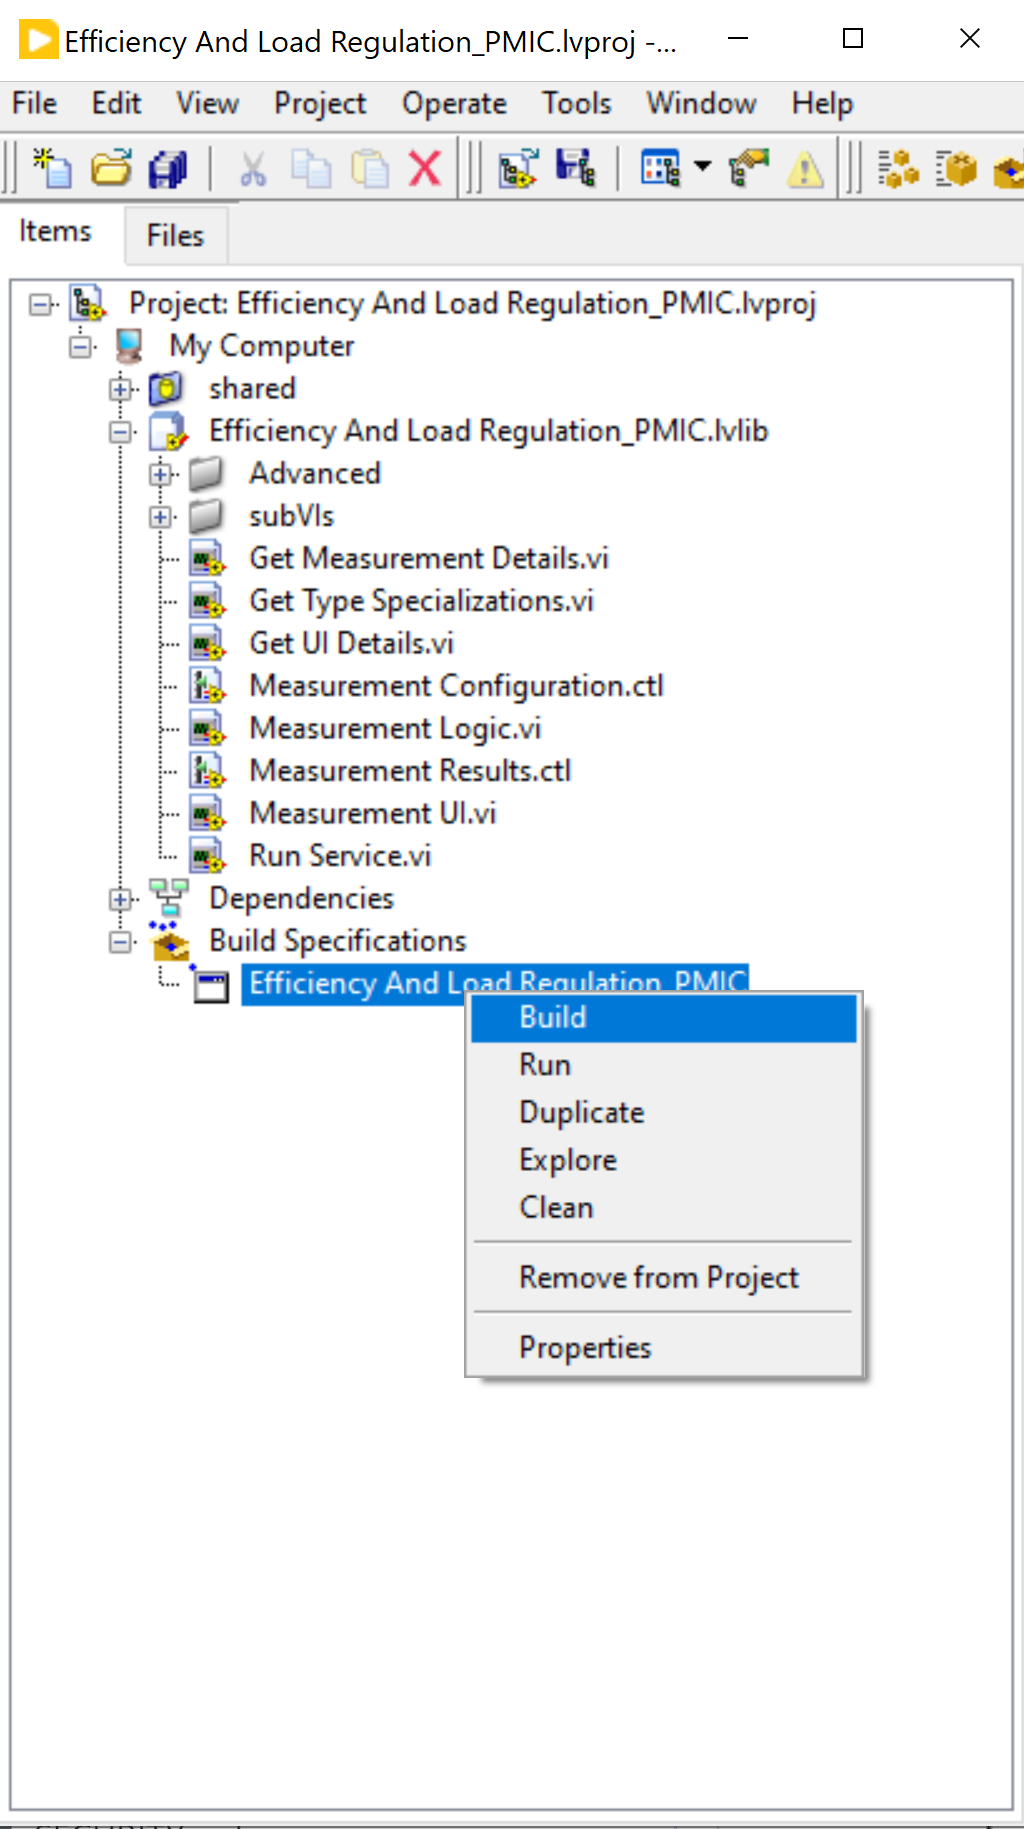 Efficiency And Load Regulation_PMIC.lvproj -...
File Edit View Project Operate Tools Window Help
Items Files
Project: Efficiency And Load Regulation_PMIC.lvproj
My Computer
shared
Efficiency And Load Regulation_PMIC.lvlib
Advanced
subVIs
Get Measurement Details.vi
Get Type Specializations.vi
Get UI Details.vi
Measurement Configuration.ctl
Measurement Logic.vi
Measurement Results.ctl
Measurement UI.vi
Run Service.vi
Dependencies
Build Specifications
Efficiency And Load Regulation_PMIC
Build
Run
Duplicate
Explore
Clean
Remove from Project
Properties